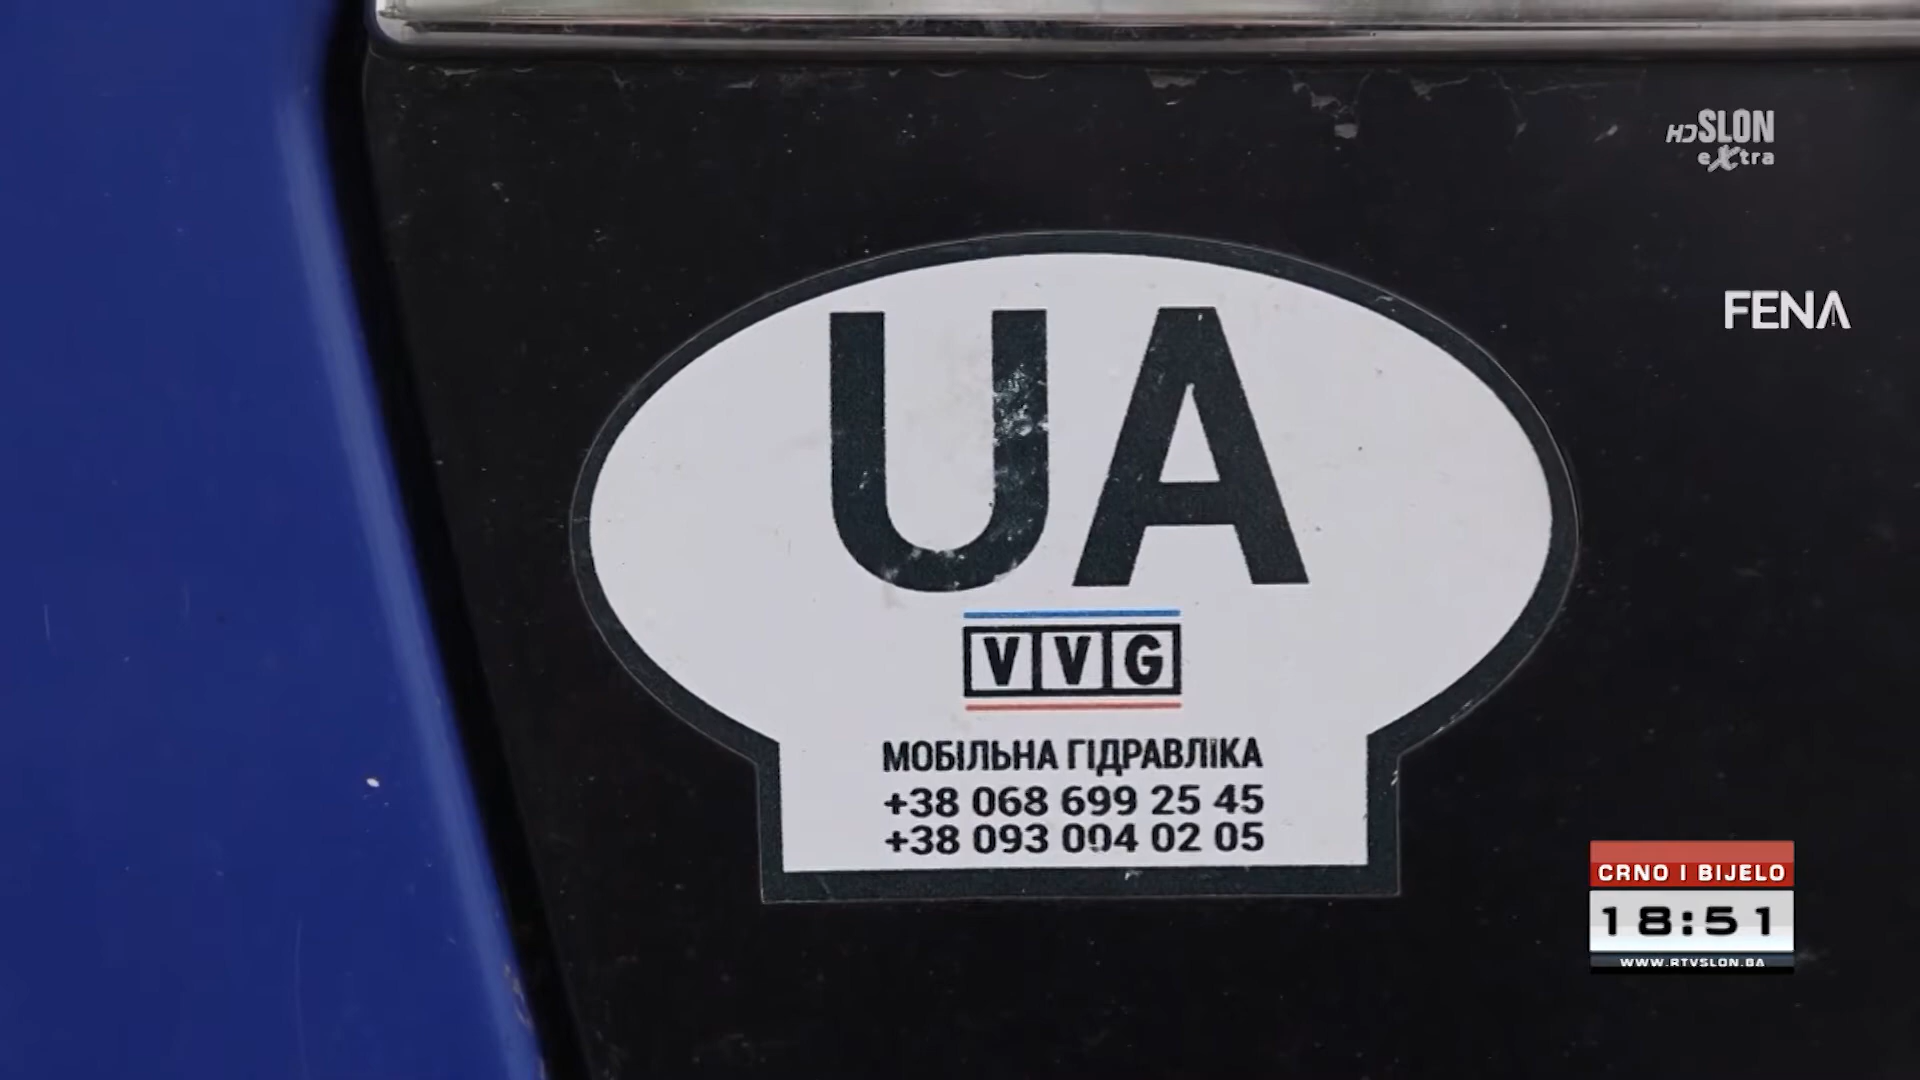 HD SLON
eXtra
FENA
UA
VVG
МОБІЛЬНА ГІДРАВЛІКА
+38 068 699 25 45
+38 093 004 02 05
CRNO I BIJELO
18:51
WWW.RTVSLON.BA